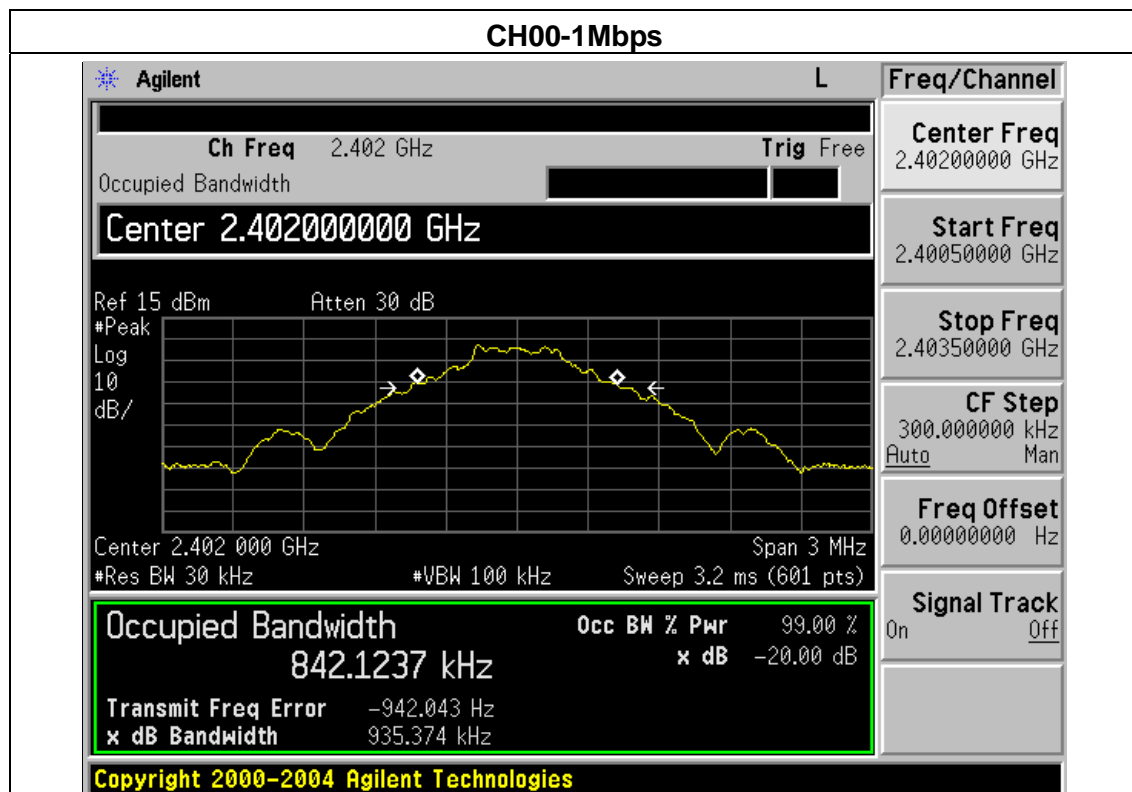 CH00-1Mbps
Agilent L Freq/Channel
Ch Freq 2.402 GHz Trig Free
Occupied Bandwidth
Center 2.402000000 GHz
Ref 15 dBm Atten 30 dB
#Peak
Log
10
dB/
Center 2.402 000 GHz Span 3 MHz
#Res BW 30 kHz #VBW 100 kHz Sweep 3.2 ms (601 pts)
Occupied Bandwidth
842.1237 kHz
Occ BW % Pwr 99.00 %
x dB -20.00 dB
Transmit Freq Error -942.043 Hz
x dB Bandwidth 935.374 kHz
Copyright 2000-2004 Agilent Technologies
Center Freq
2.40200000 GHz
Start Freq
2.40050000 GHz
Stop Freq
2.40350000 GHz
CF Step
300.000000 kHz
Auto Man
Freq Offset
0.00000000 Hz
Signal Track
On Off